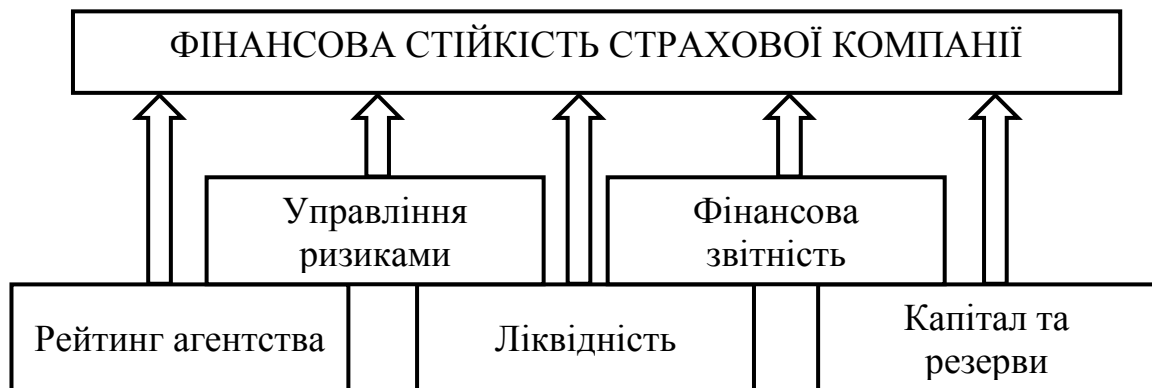 ФІНАНСОВА СТІЙКІСТЬ СТРАХОВОЇ КОМПАНІЇ
Управління
ризиками
Фінансова
звітність
Рейтинг агентства
Ліквідність
Капітал та
резерви